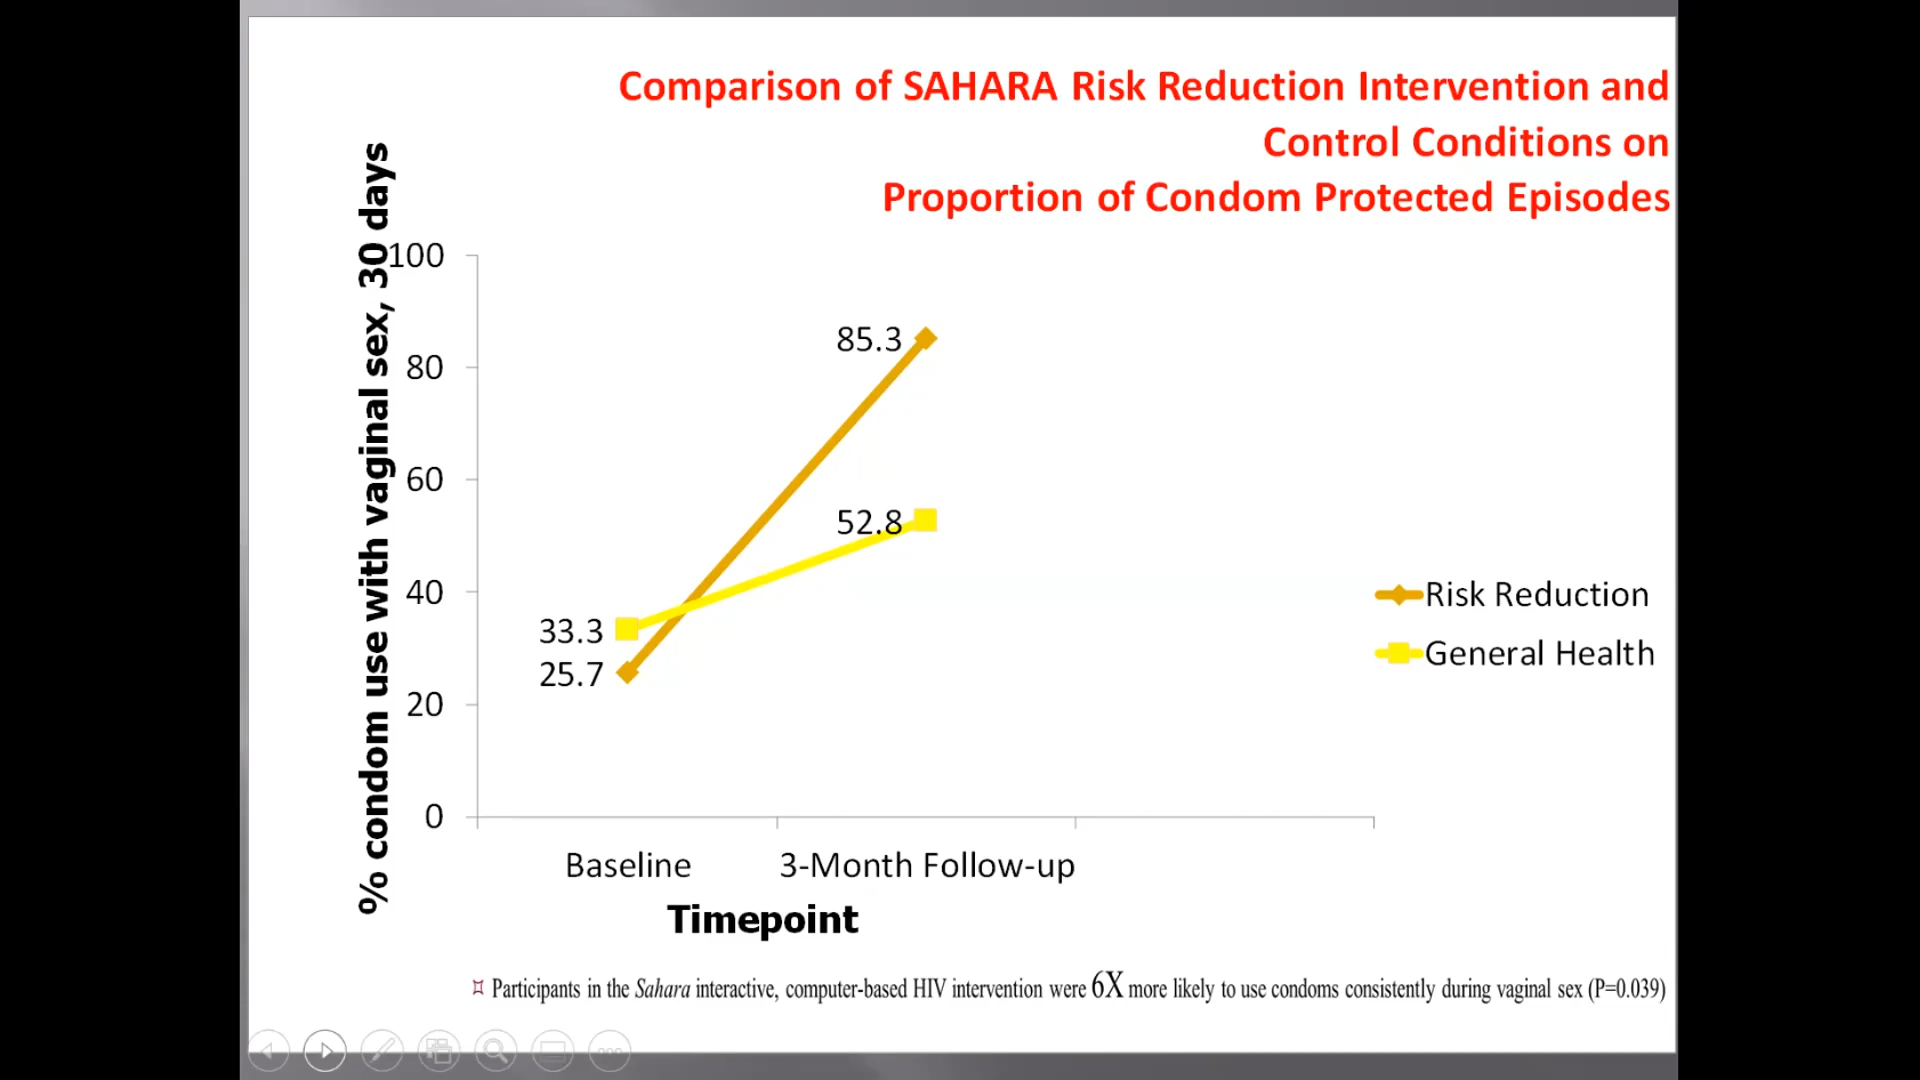 Comparison of SAHARA Risk Reduction Intervention and
Control Conditions on
Proportion of Condom Protected Episodes
% condom use with vaginal sex, 30 days
100
80
60
40
20
0
85.3
52.8
33.3
25.7
Risk Reduction
General Health
Baseline
3-Month Follow-up
Timepoint
¤ Participants in the Sahara interactive, computer-based HIV intervention were 6X more likely to use condoms consistently during vaginal sex (P=0.039)